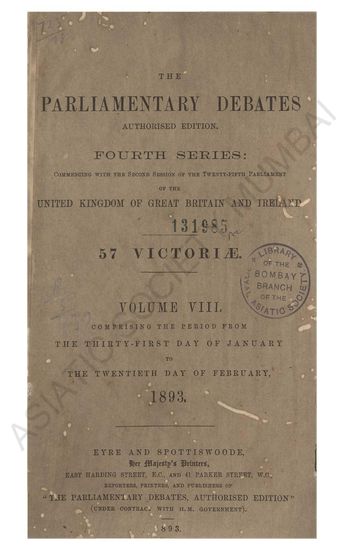 THE
PARLIAMENTARY DEBATES
AUTHORISED EDITION.
FOURTH SERIES:
COMMENCING WITH THE SECOND SESSION OF THE TWENTY-FIFTH PARLIAMENT
OF THE
UNITED KINGDOM OF GREAT BRITAIN AND IRELAND
131985
57 VICTORIÆ.
LIBRARY
OF THE
BOMBAY
BRANCH
OF THE
ASIATIC SOCIETY
VOLUME VIII.
COMPRISING THE PERIOD FROM
THE THIRTY-FIRST DAY OF JANUARY
TO
THE TWENTIETH DAY OF FEBRUARY,
1893.
EYRE AND SPOTTISWOODE,
Her Majesty's Printers,
EAST HARDING STREET, E.C., AND 41 PARKER STREET, W.C.,
REPORTERS, PRINTERS, AND PUBLISHERS OF
"THE PARLIAMENTARY DEBATES, AUTHORISED EDITION"
(UNDER CONTRAC, WITH H.M. GOVERNMENT).
1893.
ASIATIC SOCIETY MUMBAI